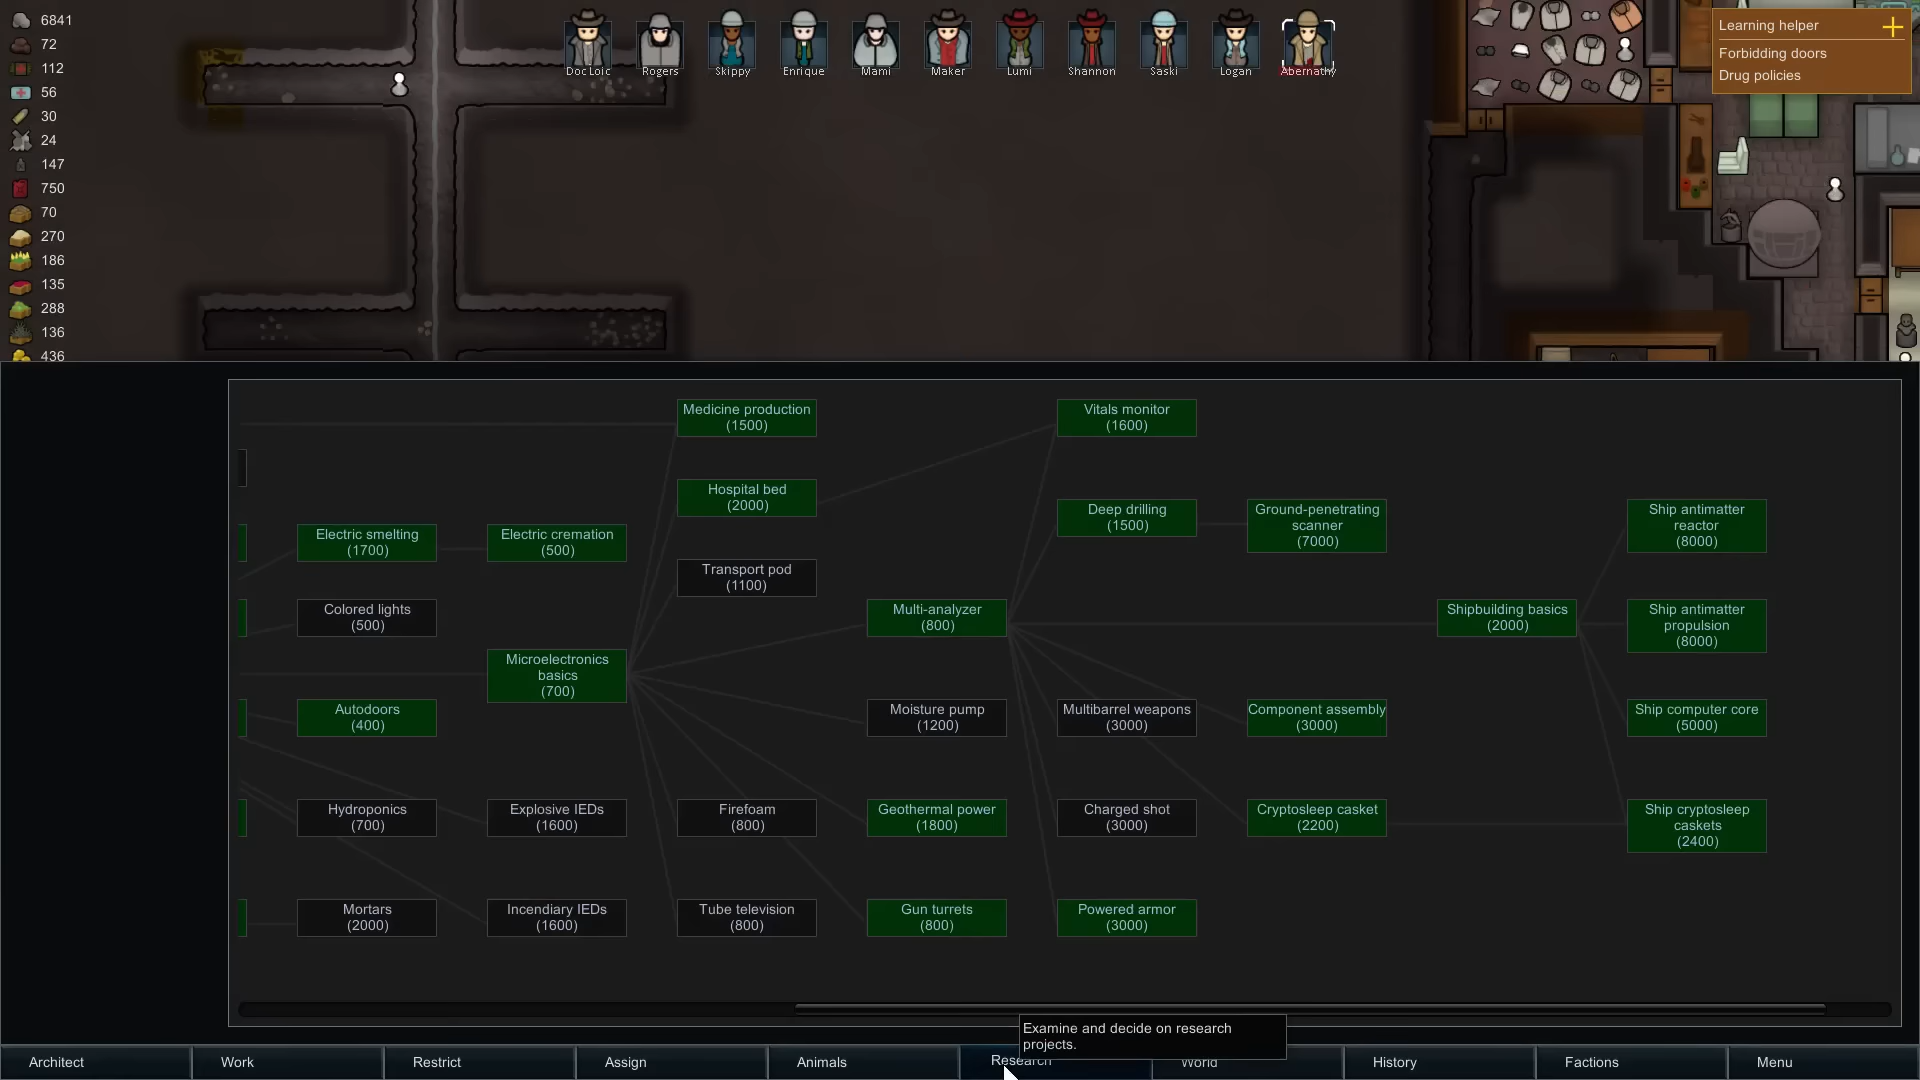 6841
72
112
56
30
24
147
750
70
270
186
135
288
136
436
Doc Loic
Rogers
Skippy
Enrique
Mami
Maker
Lumi
Shannon
Saski
Logan
Abernathy
Learning helper
Forbidding doors
Drug policies
Medicine production
(1500)
Vitals monitor
(1600)
Hospital bed
(2000)
Deep drilling
(1500)
Ground-penetrating
scanner
(7000)
Ship antimatter
reactor
(8000)
Electric smelting
(1700)
Electric cremation
(500)
Transport pod
(1100)
Colored lights
(500)
Multi-analyzer
(800)
Shipbuilding basics
(2000)
Ship antimatter
propulsion
(8000)
Microelectronics
basics
(700)
Autodoors
(400)
Moisture pump
(1200)
Multibarrel weapons
(3000)
Component assembly
(3000)
Ship computer core
(5000)
Hydroponics
(700)
Explosive IEDs
(1600)
Firefoam
(800)
Geothermal power
(1800)
Charged shot
(3000)
Cryptosleep casket
(2200)
Ship cryptosleep
caskets
(2400)
Mortars
(2000)
Incendiary IEDs
(1600)
Tube television
(800)
Gun turrets
(800)
Powered armor
(3000)
Examine and decide on research
projects.
Architect
Work
Restrict
Assign
Animals
Research
World
History
Factions
Menu